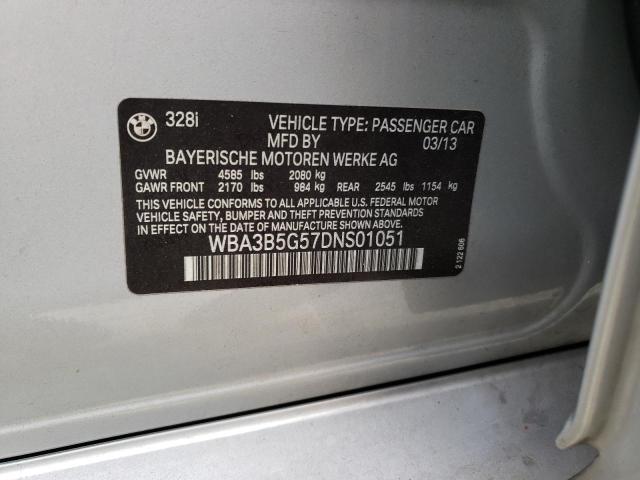 328i VEHICLE TYPE: PASSENGER CAR
MFD BY 03/13
BAYERISCHE MOTOREN WERKE AG
GVWR 4585 lbs 2080 kg
GAWR FRONT 2170 lbs 984 kg REAR 2545 lbs 1154 kg
THIS VEHICLE CONFORMS TO ALL APPLICABLE U.S. FEDERAL MOTOR
VEHICLE SAFETY, BUMPER AND THEFT PREVENTION STANDARDS
IN EFFECT ON THE DATE OF MANUFACTURE SHOWN ABOVE.
WBA3B5G57DNS01051
2 122 606